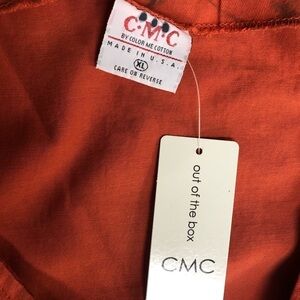 C·M·C
BY COLOR ME COTTON
MADE IN U.S.A.
XL
CARE ON REVERSE
out of the box
CMC